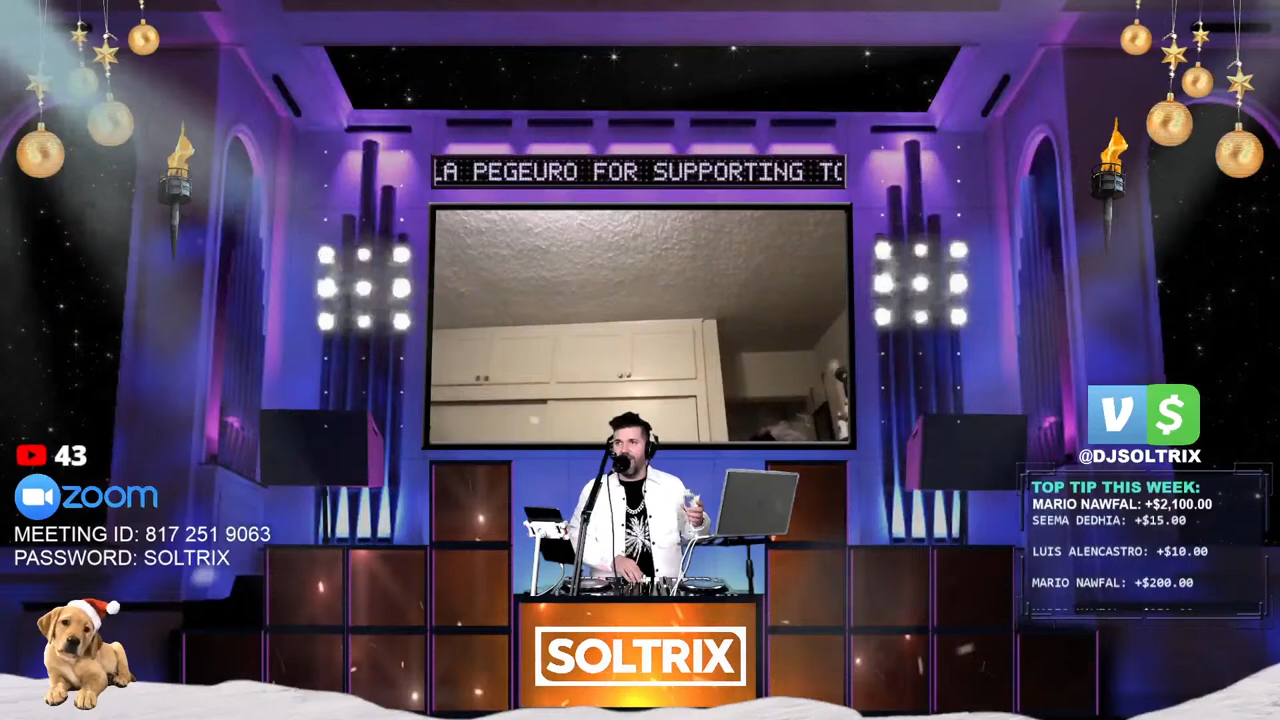 LA PEGEURO FOR SUPPORTING TO
43
zoom
MEETING ID: 817 251 9063
PASSWORD: SOLTRIX
V $
@DJSOLTRIX
TOP TIP THIS WEEK:
MARIO NAWFAL: +$2,100.00
SEEMA DEDHIA: +$15.00
LUIS ALENCASTRO: +$10.00
MARIO NAWFAL: +$200.00
SOLTRIX